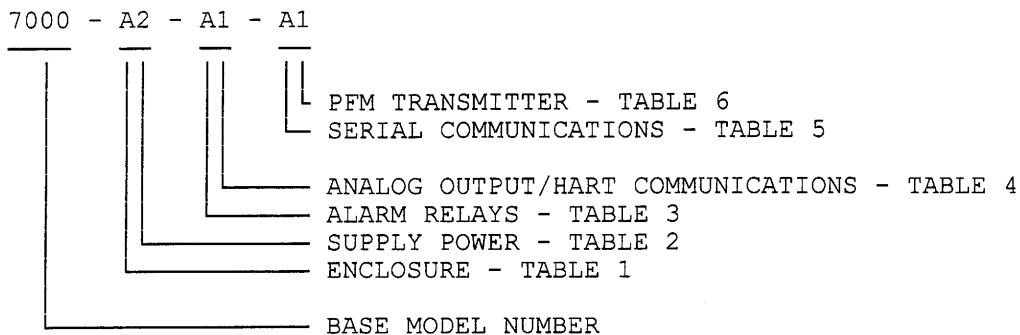 7000 - A2 - A1 - A1
PFM TRANSMITTER - TABLE 6
SERIAL COMMUNICATIONS - TABLE 5
ANALOG OUTPUT/HART COMMUNICATIONS - TABLE 4
ALARM RELAYS - TABLE 3
SUPPLY POWER - TABLE 2
ENCLOSURE - TABLE 1
BASE MODEL NUMBER